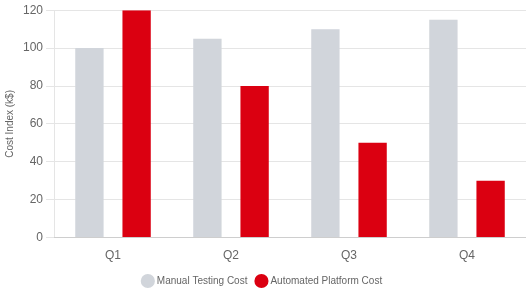 120
100
80
60
40
20
0
Cost Index (k$)
Q1 Q2 Q3 Q4
Manual Testing Cost Automated Platform Cost